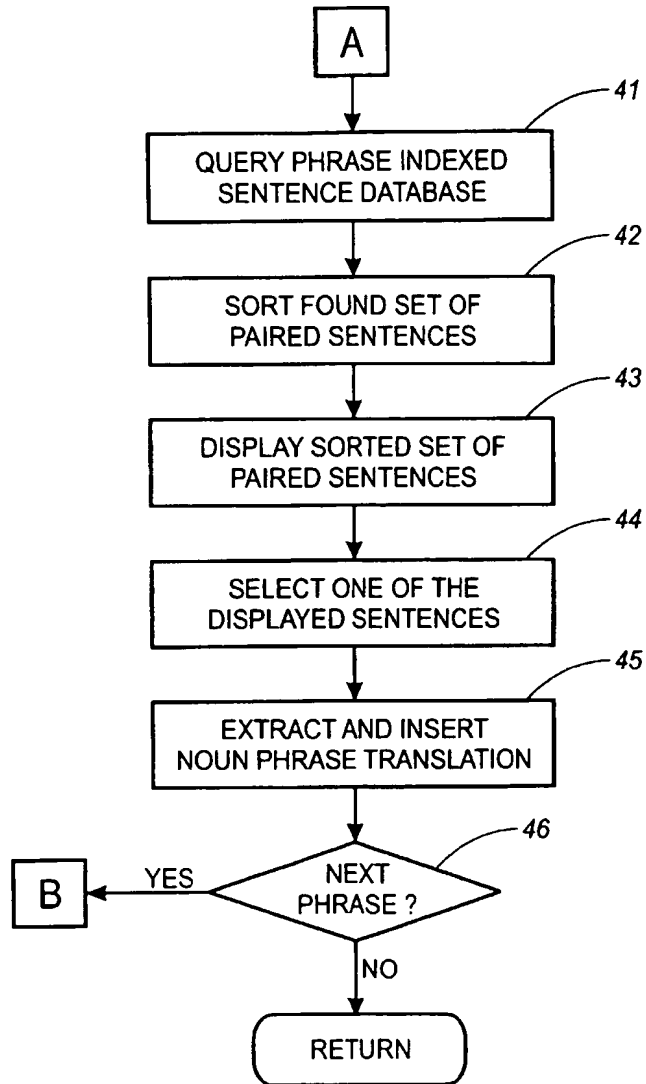 A
41
QUERY PHRASE INDEXED
SENTENCE DATABASE
42
SORT FOUND SET OF
PAIRED SENTENCES
43
DISPLAY SORTED SET OF
PAIRED SENTENCES
44
SELECT ONE OF THE
DISPLAYED SENTENCES
45
EXTRACT AND INSERT
NOUN PHRASE TRANSLATION
46
NEXT
PHRASE ?
YES
B
NO
RETURN